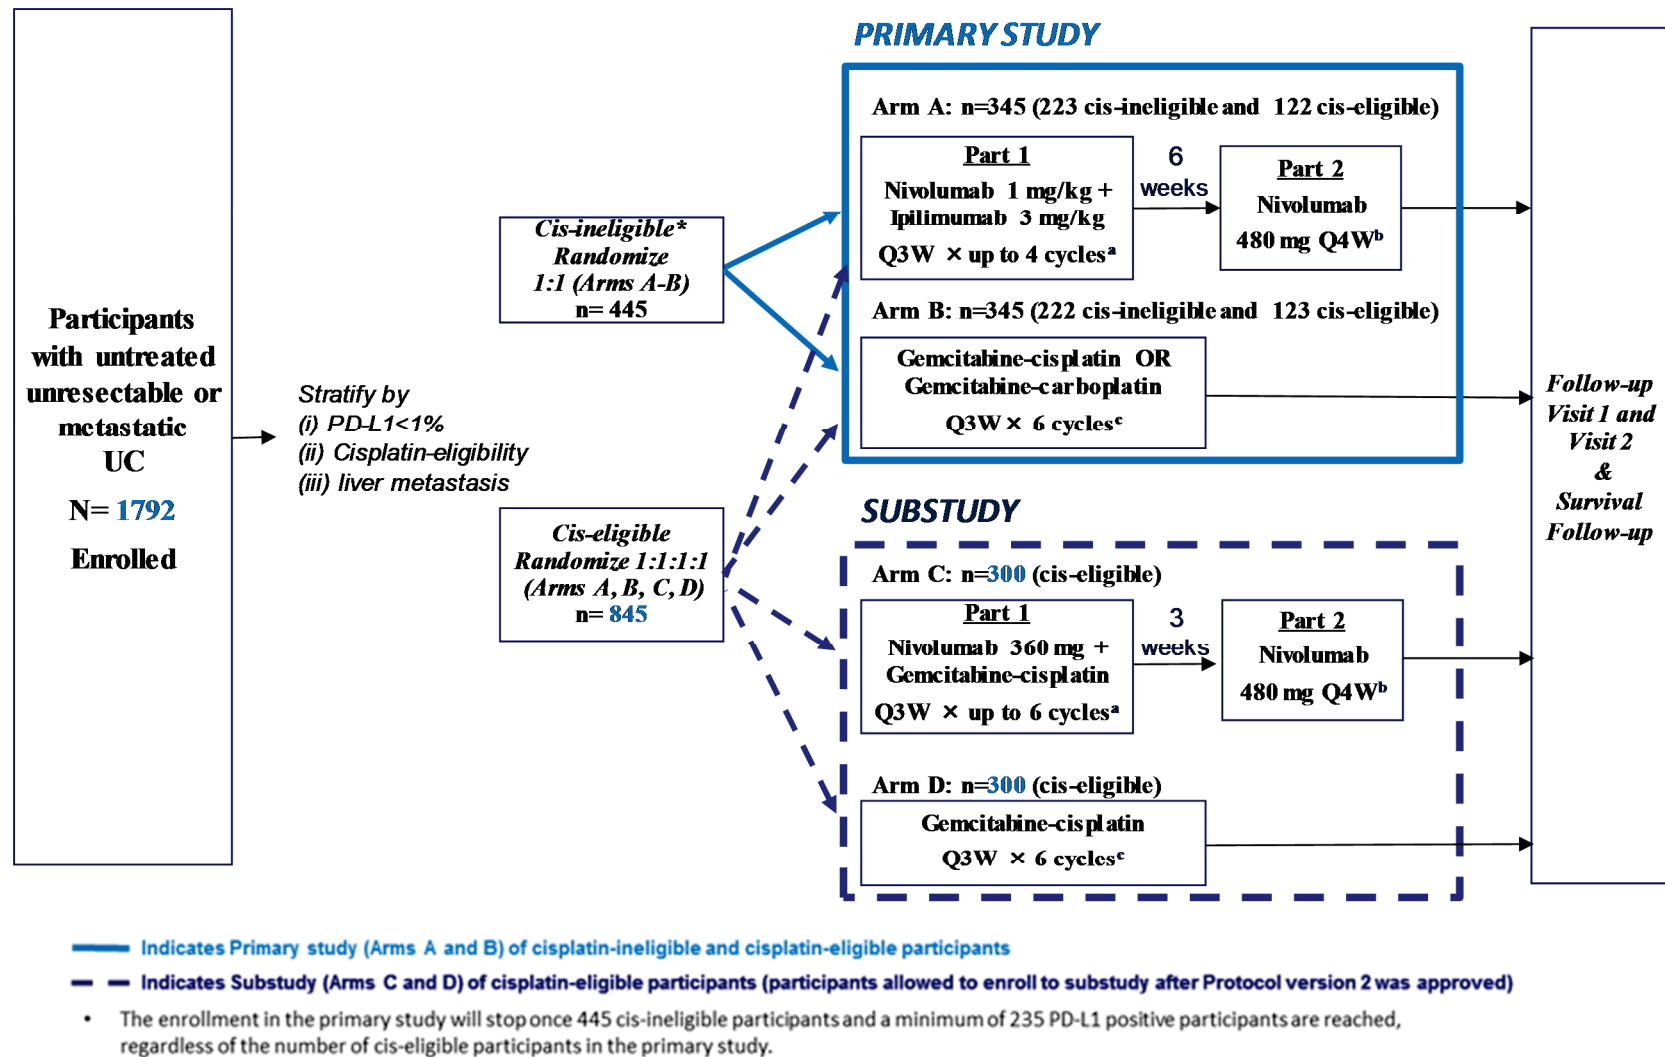 Participants
with untreated
unresectable or
metastatic
UC
N= 1792
Enrolled
Stratify by
(i) PD-L1<1%
(ii) Cisplatin-eligibility
(iii) liver metastasis
Cis-ineligible*
Randomize
1:1 (Arms A-B)
n= 445
Cis-eligible
Randomize 1:1:1:1
(Arms A, B, C, D)
n= 845
PRIMARY STUDY
Arm A: n=345 (223 cis-ineligible and 122 cis-eligible)
Part 1
Nivolumab 1 mg/kg +
Ipilimumab 3 mg/kg
Q3W × up to 4 cyclesᵃ
6
weeks
Part 2
Nivolumab
480 mg Q4Wᵇ
Arm B: n=345 (222 cis-ineligible and 123 cis-eligible)
Gemcitabine-cisplatin OR
Gemcitabine-carboplatin
Q3W × 6 cyclesᶜ
SUBSTUDY
Arm C: n=300 (cis-eligible)
Part 1
Nivolumab 360 mg +
Gemcitabine-cisplatin
Q3W × up to 6 cyclesᵃ
3
weeks
Part 2
Nivolumab
480 mg Q4Wᵇ
Arm D: n=300 (cis-eligible)
Gemcitabine-cisplatin
Q3W × 6 cyclesᶜ
Follow-up
Visit 1 and
Visit 2
&
Survival
Follow-up
Indicates Primary study (Arms A and B) of cisplatin-ineligible and cisplatin-eligible participants
Indicates Substudy (Arms C and D) of cisplatin-eligible participants (participants allowed to enroll to substudy after Protocol version 2 was approved)
• The enrollment in the primary study will stop once 445 cis-ineligible participants and a minimum of 235 PD-L1 positive participants are reached,
regardless of the number of cis-eligible participants in the primary study.